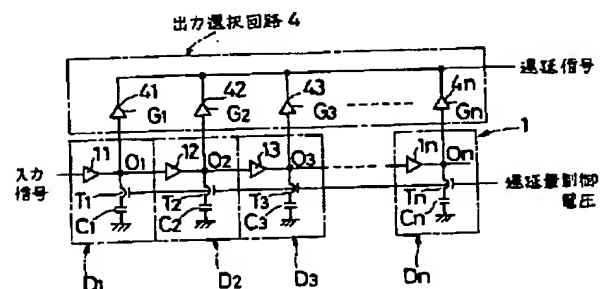 出力選択回路4
41 42 43 4n
G1 G2 G3 Gn
遅延信号
1
11 12 13 1n
O1 O2 O3 On
入力
信号
T1 T2 T3 Tn
遅延量制御
電圧
C1 C2 C3 Cn
D1 D2 D3 Dn